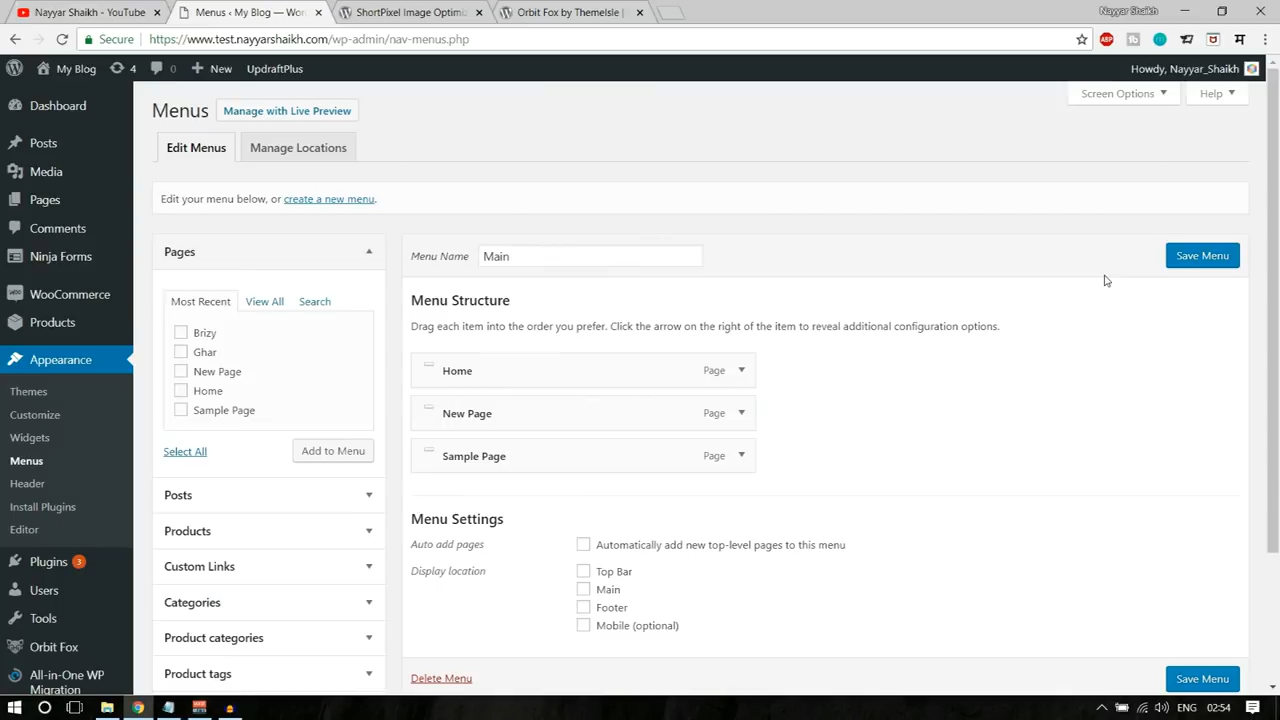 Nayyar Shaikh - YouTube
Menus ‹ My Blog — Wor
ShortPixel Image Optimiz
Orbit Fox by ThemeIsle |
Nayyar Shaikh
Secure
https://www.test.nayyarshaikh.com/wp-admin/nav-menus.php
ABP
My Blog
4
0
New
UpdraftPlus
Howdy, Nayyar_Shaikh
Dashboard
Posts
Media
Pages
Comments
Ninja Forms
WooCommerce
Products
Appearance
Themes
Customize
Widgets
Menus
Header
Install Plugins
Editor
Plugins 3
Users
Tools
Orbit Fox
All-in-One WP
Migration
Menus
Manage with Live Preview
Screen Options
Help
Edit Menus
Manage Locations
Edit your menu below, or create a new menu.
Pages
Most Recent
View All
Search
Brizy
Ghar
New Page
Home
Sample Page
Select All
Add to Menu
Posts
Products
Custom Links
Categories
Product categories
Product tags
Menu Name
Main
Save Menu
Menu Structure
Drag each item into the order you prefer. Click the arrow on the right of the item to reveal additional configuration options.
Home Page
New Page Page
Sample Page Page
Menu Settings
Auto add pages
Automatically add new top-level pages to this menu
Display location
Top Bar
Main
Footer
Mobile (optional)
Delete Menu
Save Menu
ENG
02:54